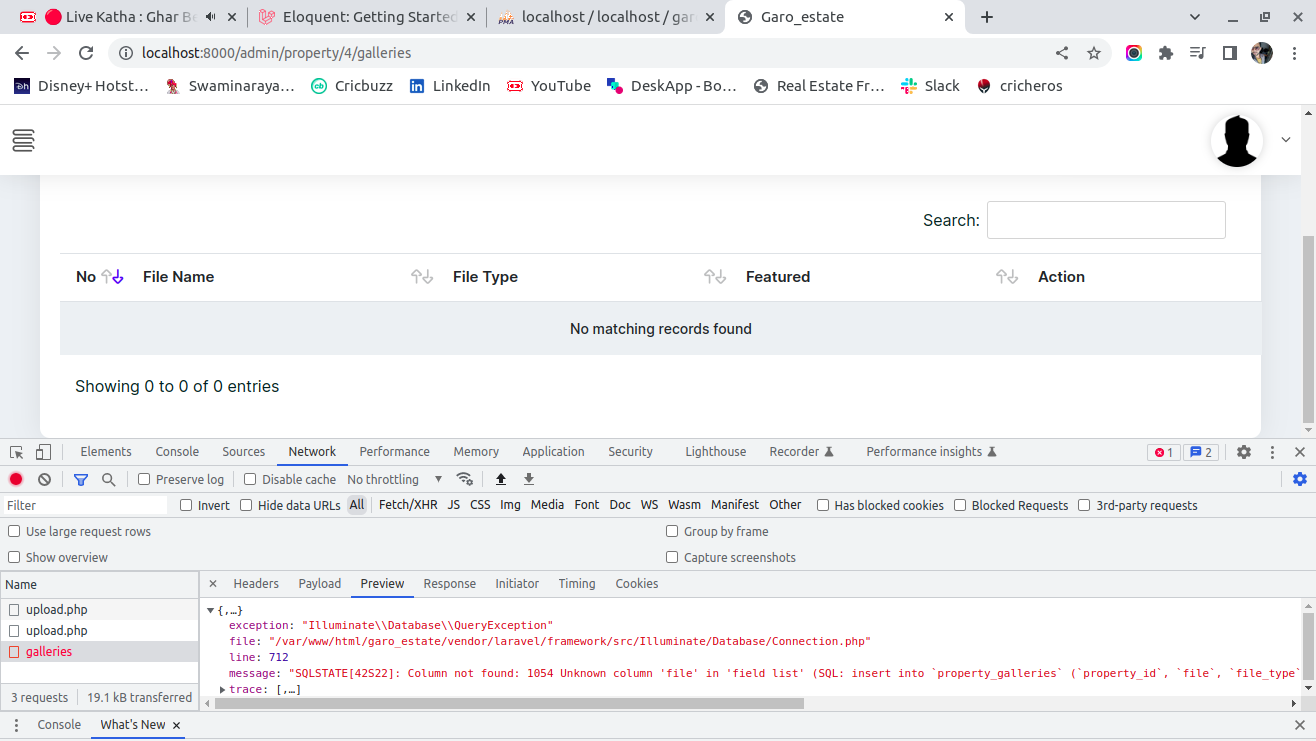 Live Katha : Ghar Be
Eloquent: Getting Started
localhost / localhost / gar
Garo_estate
localhost:8000/admin/property/4/galleries
Disney+ Hotst...
Swaminaraya...
Cricbuzz
LinkedIn
YouTube
DeskApp - Bo...
Real Estate Fr...
Slack
cricheros
Search:
No File Name File Type Featured Action
No matching records found
Showing 0 to 0 of 0 entries
Elements Console Sources Network Performance Memory Application Security Lighthouse Recorder Performance insights 1 2
Preserve log Disable cache No throttling
Filter Invert Hide data URLs All Fetch/XHR JS CSS Img Media Font Doc WS Wasm Manifest Other Has blocked cookies Blocked Requests 3rd-party requests
Use large request rows Group by frame
Show overview Capture screenshots
Name Headers Payload Preview Response Initiator Timing Cookies
upload.php
upload.php
galleries
{,…}
exception: "Illuminate\\Database\\QueryException"
file: "/var/www/html/garo_estate/vendor/laravel/framework/src/Illuminate/Database/Connection.php"
line: 712
message: "SQLSTATE[42S22]: Column not found: 1054 Unknown column 'file' in 'field list' (SQL: insert into `property_galleries` (`property_id`, `file`, `file_type`
trace: [,…]
3 requests 19.1 kB transferred
Console What's New